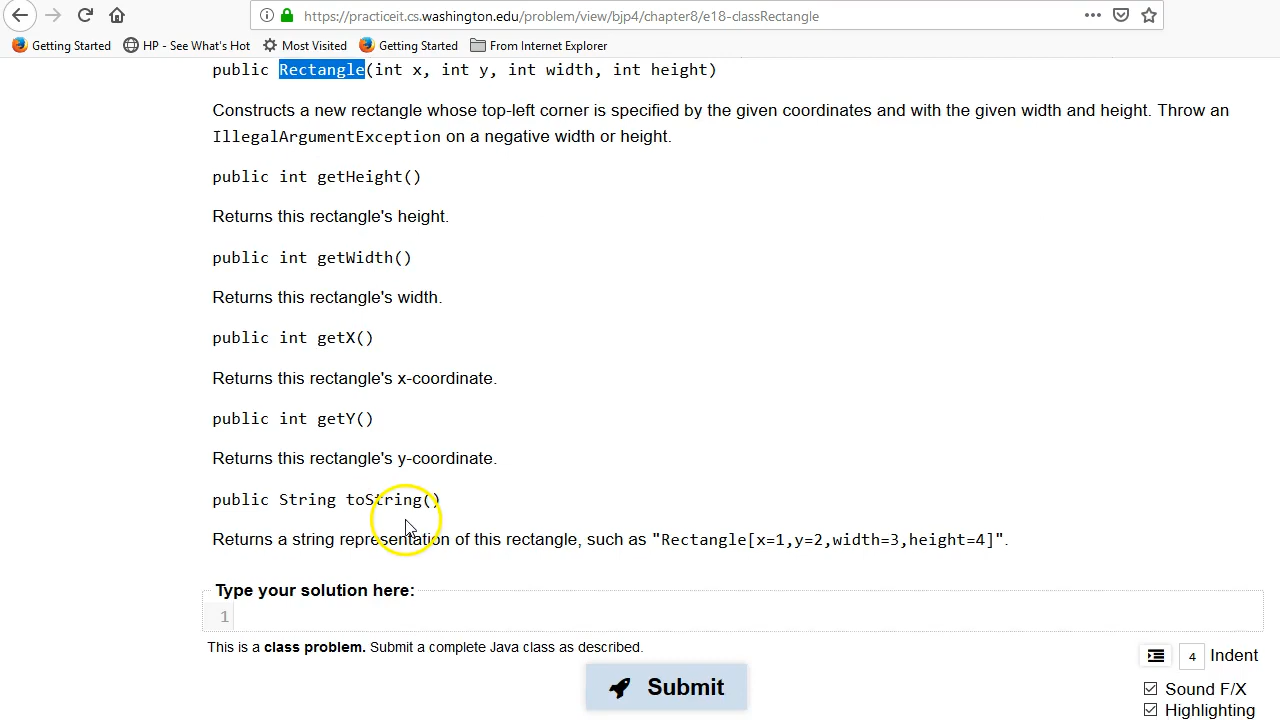 https://practiceit.cs.washington.edu/problem/view/bjp4/chapter8/e18-classRectangle
Getting Started HP - See What's Hot Most Visited Getting Started From Internet Explorer
public Rectangle(int x, int y, int width, int height)
Constructs a new rectangle whose top-left corner is specified by the given coordinates and with the given width and height. Throw an
IllegalArgumentException on a negative width or height.
public int getHeight()
Returns this rectangle's height.
public int getWidth()
Returns this rectangle's width.
public int getX()
Returns this rectangle's x-coordinate.
public int getY()
Returns this rectangle's y-coordinate.
public String toString()
Returns a string representation of this rectangle, such as "Rectangle[x=1,y=2,width=3,height=4]".
Type your solution here:
1
This is a class problem. Submit a complete Java class as described.
4 Indent
Submit
Sound F/X
Highlighting